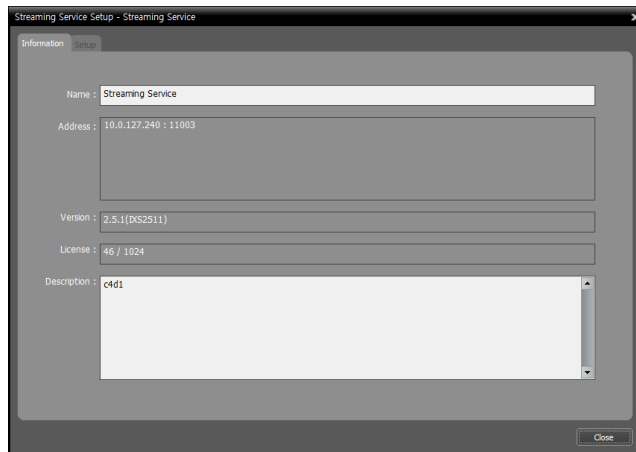 Streaming Service Setup - Streaming Service
Information Setup
Name : Streaming Service
Address : 10.0.127.240 : 11003
Version : 2.5.1(IXS2511)
License : 46 / 1024
Description : c4d1
Close